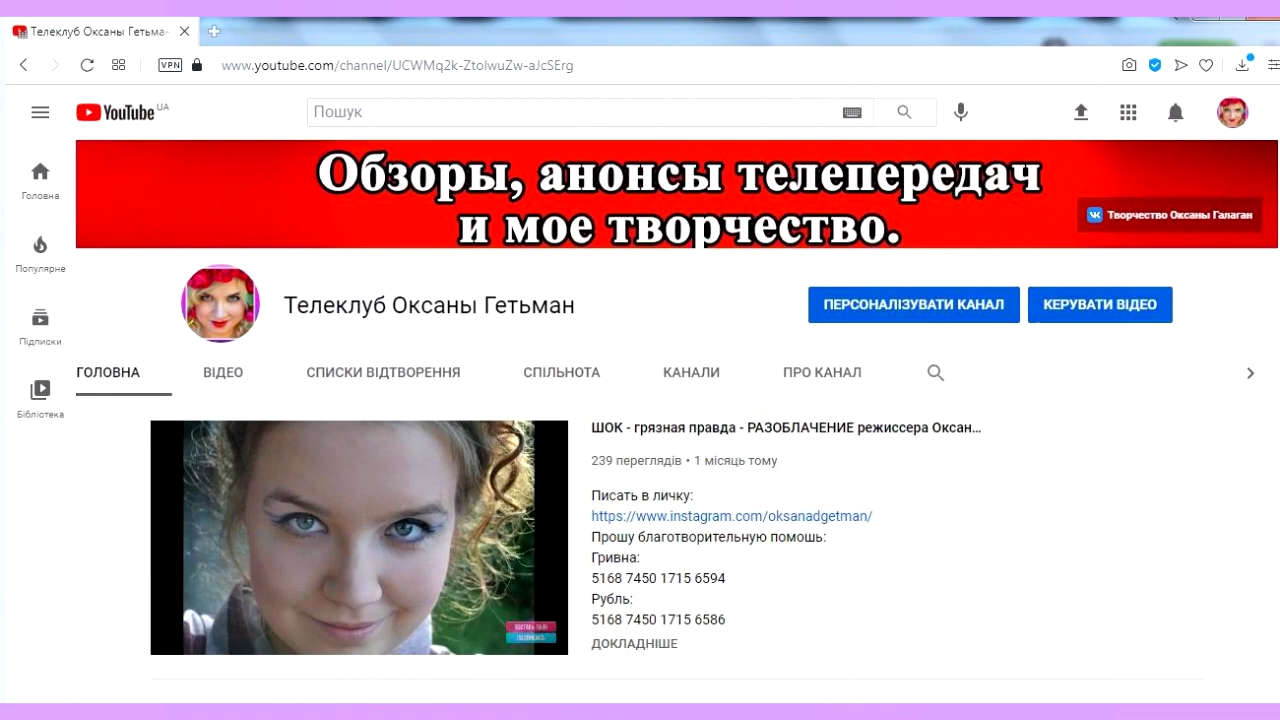 Телеклуб Оксаны Гетьма
VPN
www.youtube.com/channel/UCWMq2k-ZtolwuZw-aJcSErg
YouTube UA
Пошук
Обзоры, анонсы телепередач
и мое творчество.
Творчество Оксаны Галаган
Головна
Популярне
Підписки
Бібліотека
Телеклуб Оксаны Гетьман
ПЕРСОНАЛІЗУВАТИ КАНАЛ
КЕРУВАТИ ВІДЕО
ГОЛОВНА ВІДЕО СПИСКИ ВІДТВОРЕННЯ СПІЛЬНОТА КАНАЛИ ПРО КАНАЛ
ШОК - грязная правда - РАЗОБЛАЧЕНИЕ режиссера Оксан...
239 переглядів • 1 місяць тому
Писать в личку:
https://www.instagram.com/oksanadgetman/
Прошу благотворительную помошь:
Гривна:
5168 7450 1715 6594
Рубль:
5168 7450 1715 6586
ДОКЛАДНІШЕ